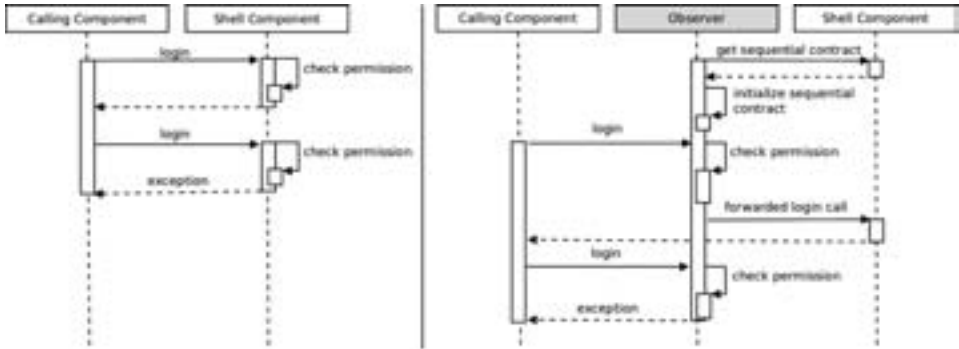 Calling Component
Shell Component
login
check permission
login
check permission
exception
Calling Component
Observer
Shell Component
get sequential contract
initialize sequential
contract
login
check permission
forwarded login call
login
check permission
exception